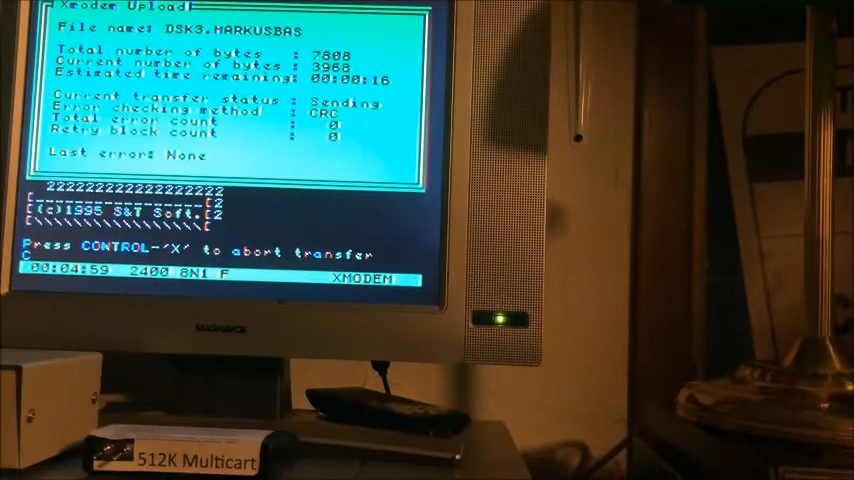 Xmodem Upload
File name: DSK3.MARKUSBAS
Total number of bytes : 7808
Current number of bytes : 3968
Estimated time remaining: 00:00:16
Current transfer status : Sending
Error checking method : CRC
Total error count : 0
Retry block count : 0
Last error: None
22222222222222222222
[-------------------[2
[(c)1995 S&T Soft.[2
[\\\\\\\\\\\\\\\\\\\[
Press CONTROL-'X' to abort transfer
C
00:04:59 2400 8N1 F XMODEM
MAGNAVOX
512K Multicart